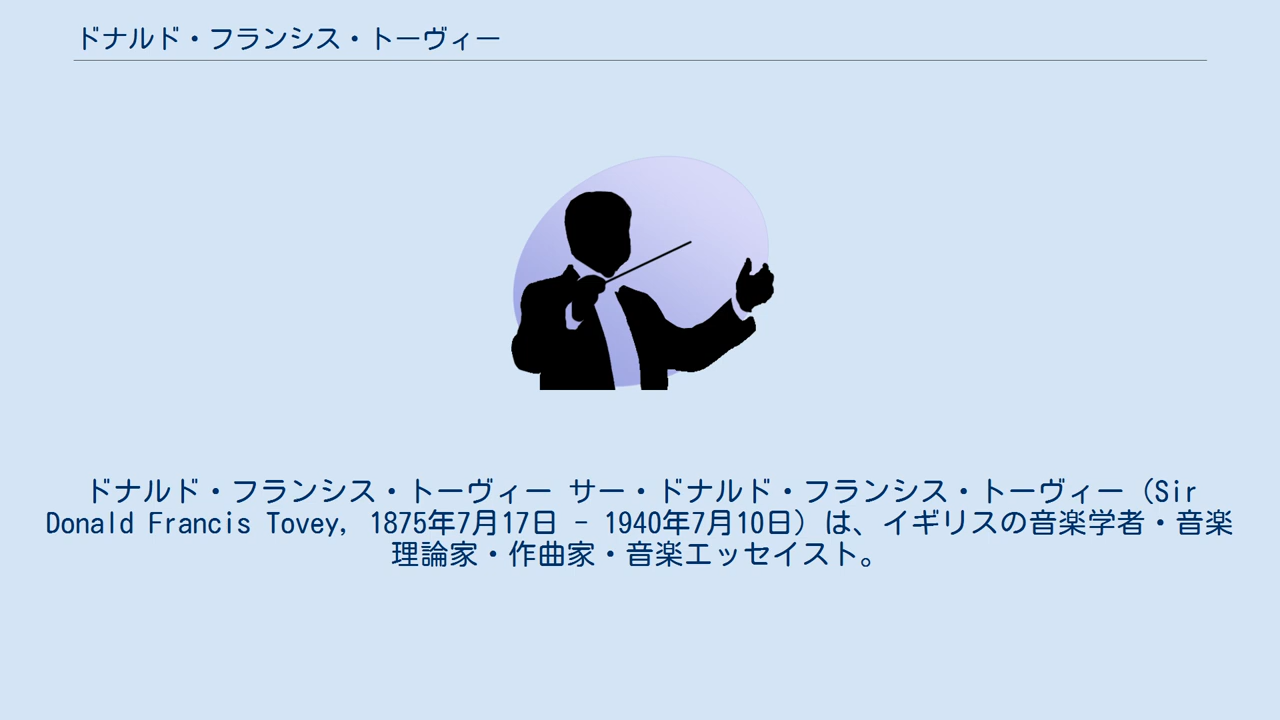 ドナルド・フランシス・トーヴィー
ドナルド・フランシス・トーヴィー サー・ドナルド・フランシス・トーヴィー（Sir
Donald Francis Tovey, 1875年7月17日 - 1940年7月10日）は、イギリスの音楽学者・音楽
理論家・作曲家・音楽エッセイスト。